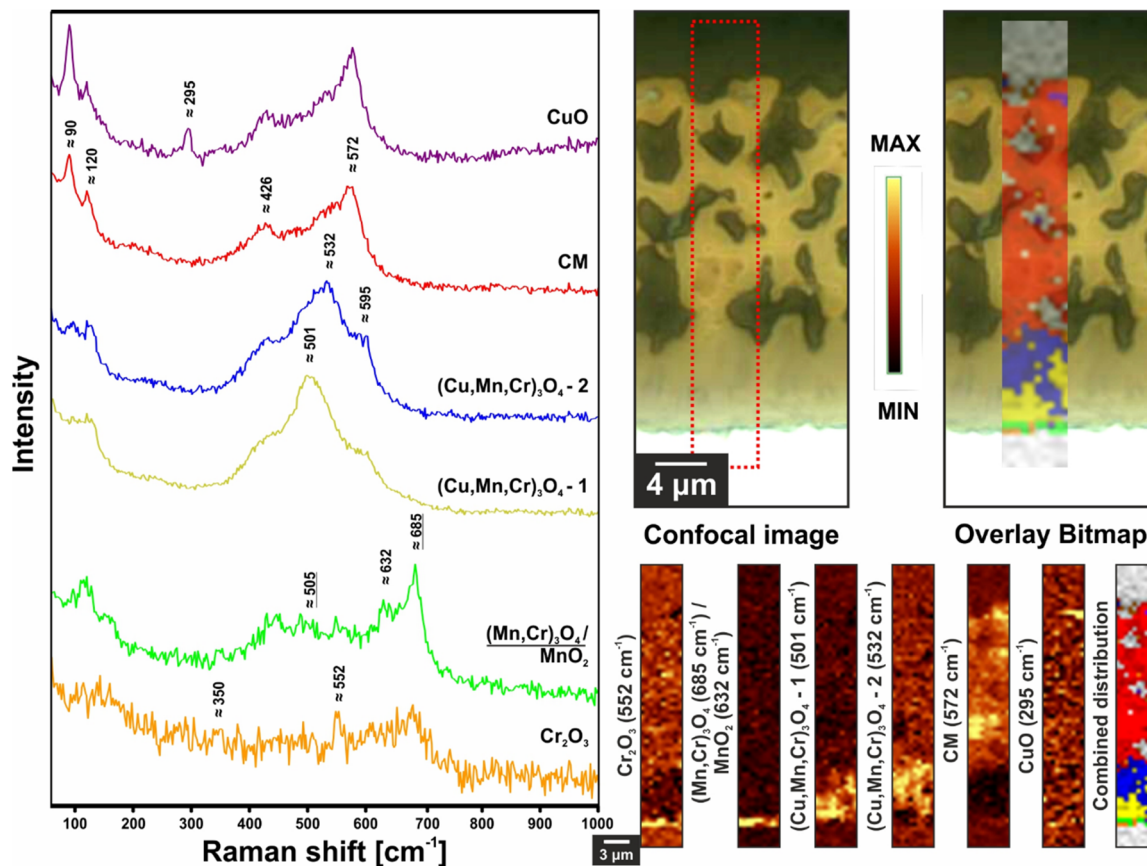 Intensity
Raman shift [cm⁻¹]
100 200 300 400 500 600 700 800 900 1000
≈ 90
≈ 120
≈ 295
CuO
≈ 426
≈ 572
CM
≈ 532
≈ 595
(Cu,Mn,Cr)₃O₄ - 2
≈ 501
(Cu,Mn,Cr)₃O₄ - 1
≈ 505
≈ 632
≈ 685
(Mn,Cr)₃O₄ /
MnO₂
≈ 350
≈ 552
Cr₂O₃
4 µm
Confocal image
MAX
MIN
Overlay Bitmap
3 µm
Cr₂O₃ (552 cm⁻¹)
(Mn,Cr)₃O₄ (685 cm⁻¹) /
MnO₂ (632 cm⁻¹)
(Cu,Mn,Cr)₃O₄ - 1 (501 cm⁻¹)
(Cu,Mn,Cr)₃O₄ - 2 (532 cm⁻¹)
CM (572 cm⁻¹)
CuO (295 cm⁻¹)
Combined distribution